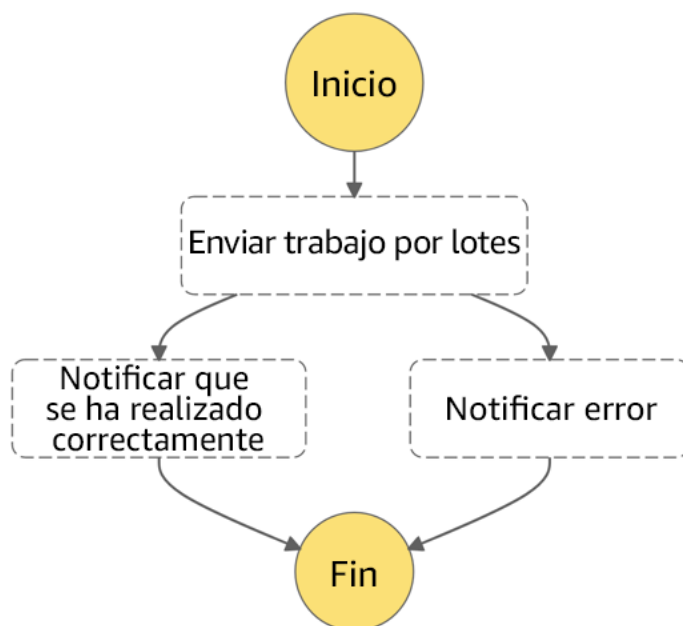 Inicio
Enviar trabajo por lotes
Notificar que
se ha realizado
correctamente
Notificar error
Fin